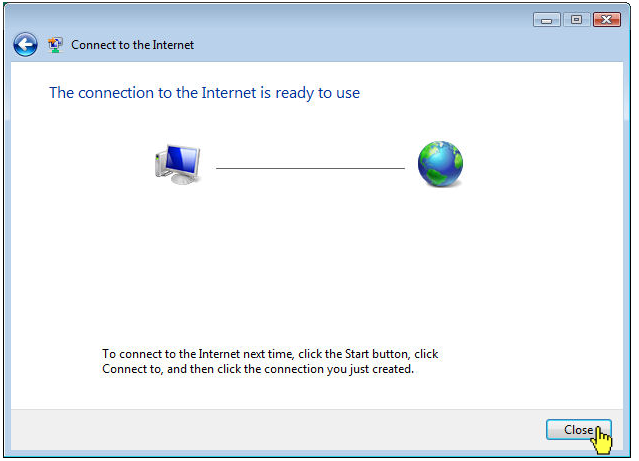 Connect to the Internet
The connection to the Internet is ready to use
To connect to the Internet next time, click the Start button, click
Connect to, and then click the connection you just created.
Close